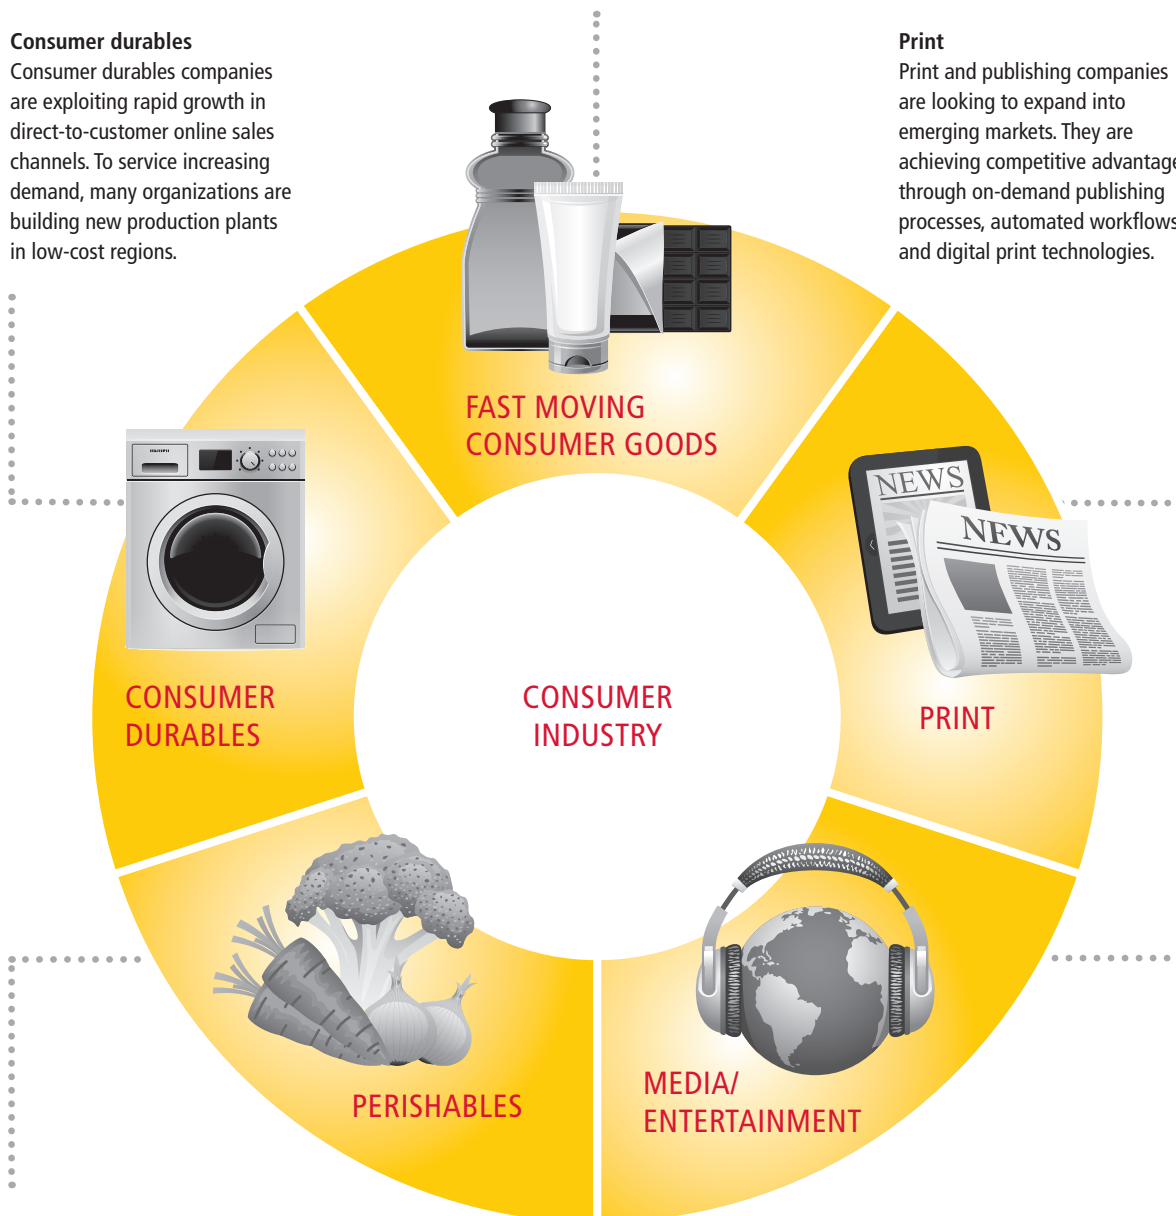 Consumer durables
Consumer durables companies
are exploiting rapid growth in
direct-to-customer online sales
channels. To service increasing
demand, many organizations are
building new production plants
in low-cost regions.
Print
Print and publishing companies
are looking to expand into
emerging markets. They are
achieving competitive advantage
through on-demand publishing
processes, automated workflows
and digital print technologies.
FAST MOVING
CONSUMER GOODS
NEWS
NEWS
CONSUMER
DURABLES
CONSUMER
INDUSTRY
PRINT
PERISHABLES
MEDIA/
ENTERTAINMENT